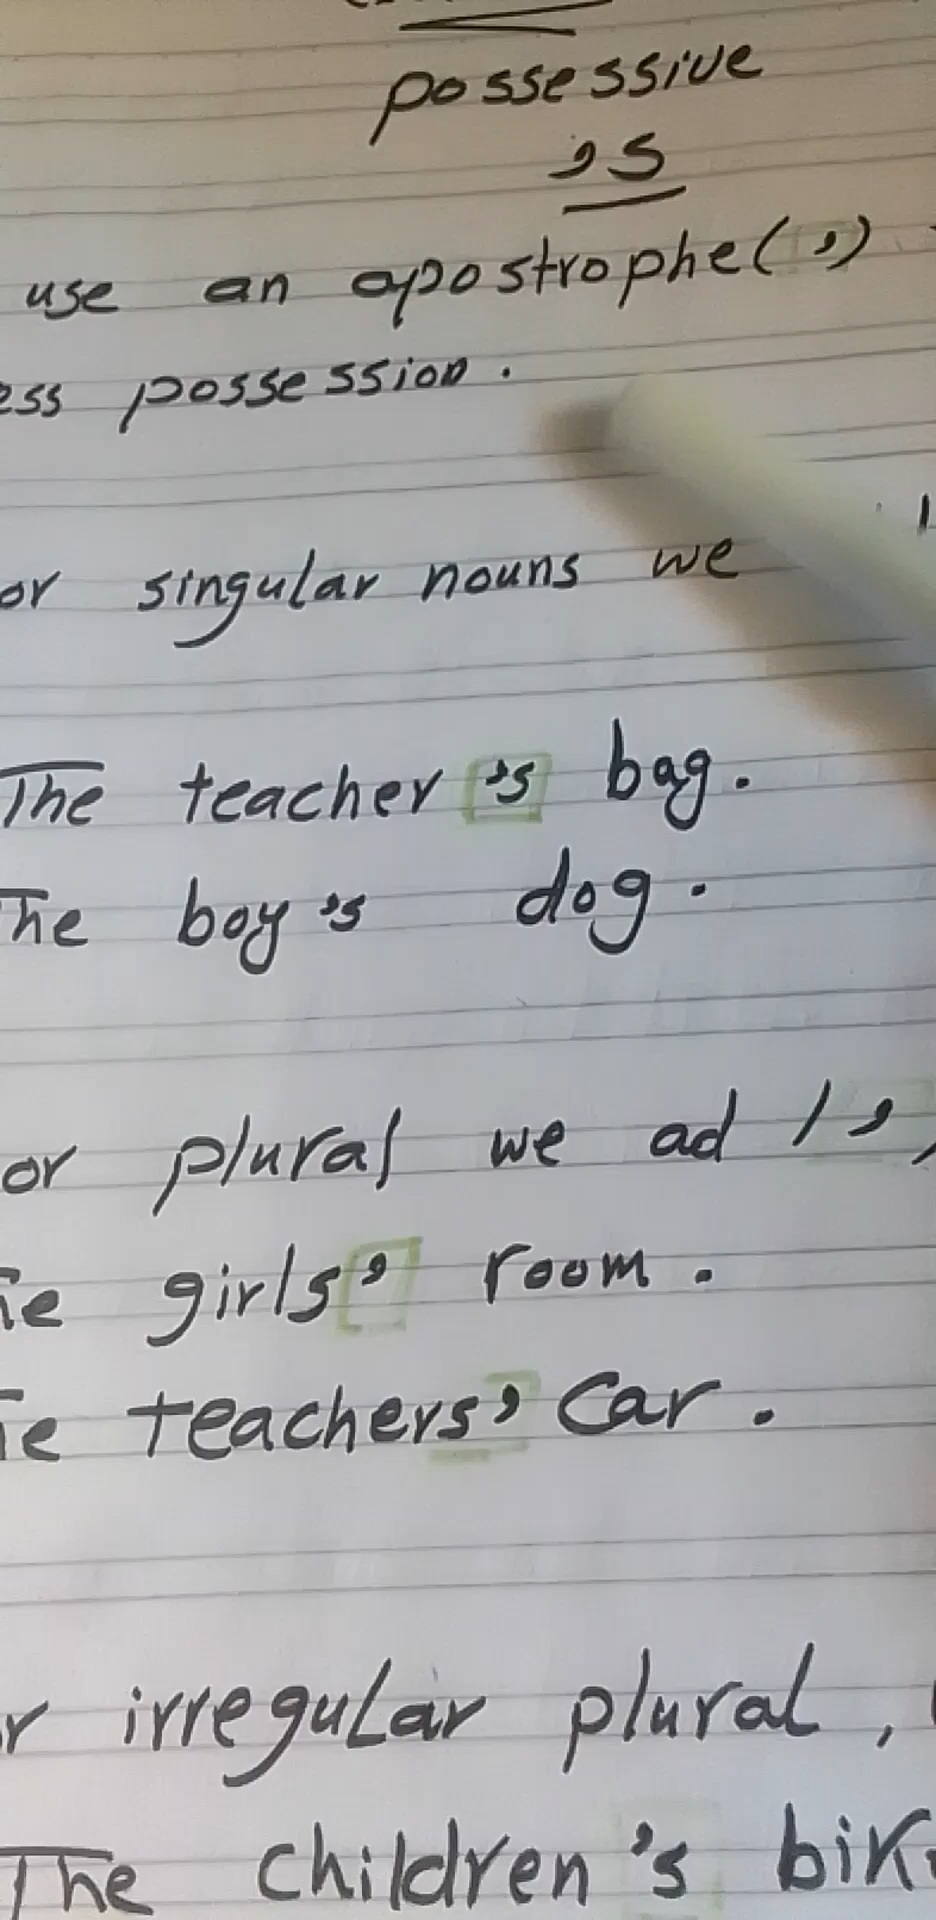 possessive
's
use an apostrophe (')
ess possession.
or singular nouns we
The teacher's bag.
The boy's dog.
or plural we ad / ' /
girls' room.
teachers' car.
r irregular plural,
The children's bik